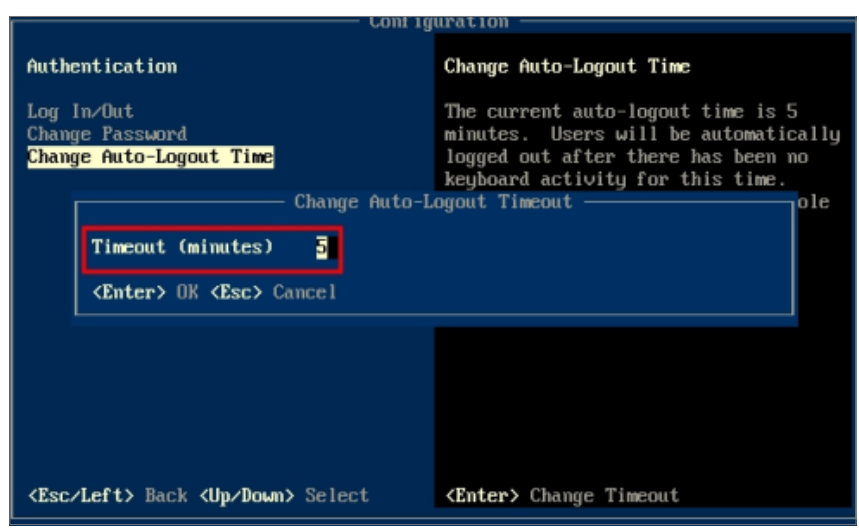 Configuration
Authentication
Log In/Out
Change Password
Change Auto-Logout Time
Change Auto-Logout Time
The current auto-logout time is 5
minutes. Users will be automatically
logged out after there has been no
keyboard activity for this time.
ole
Change Auto-Logout Timeout
Timeout (minutes) 5
<Enter> OK <Esc> Cancel
<Esc/Left> Back <Up/Down> Select
<Enter> Change Timeout